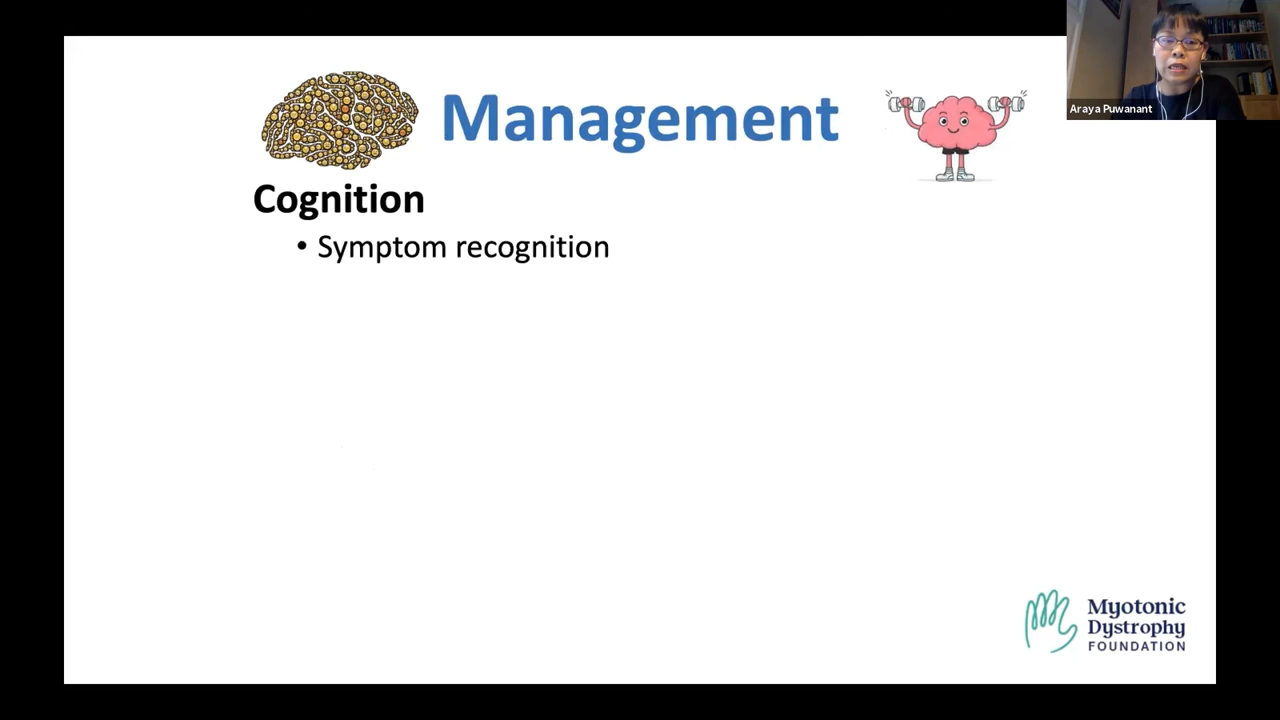 Management
Araya Puwanant
Cognition
• Symptom recognition
Myotonic
Dystrophy
FOUNDATION